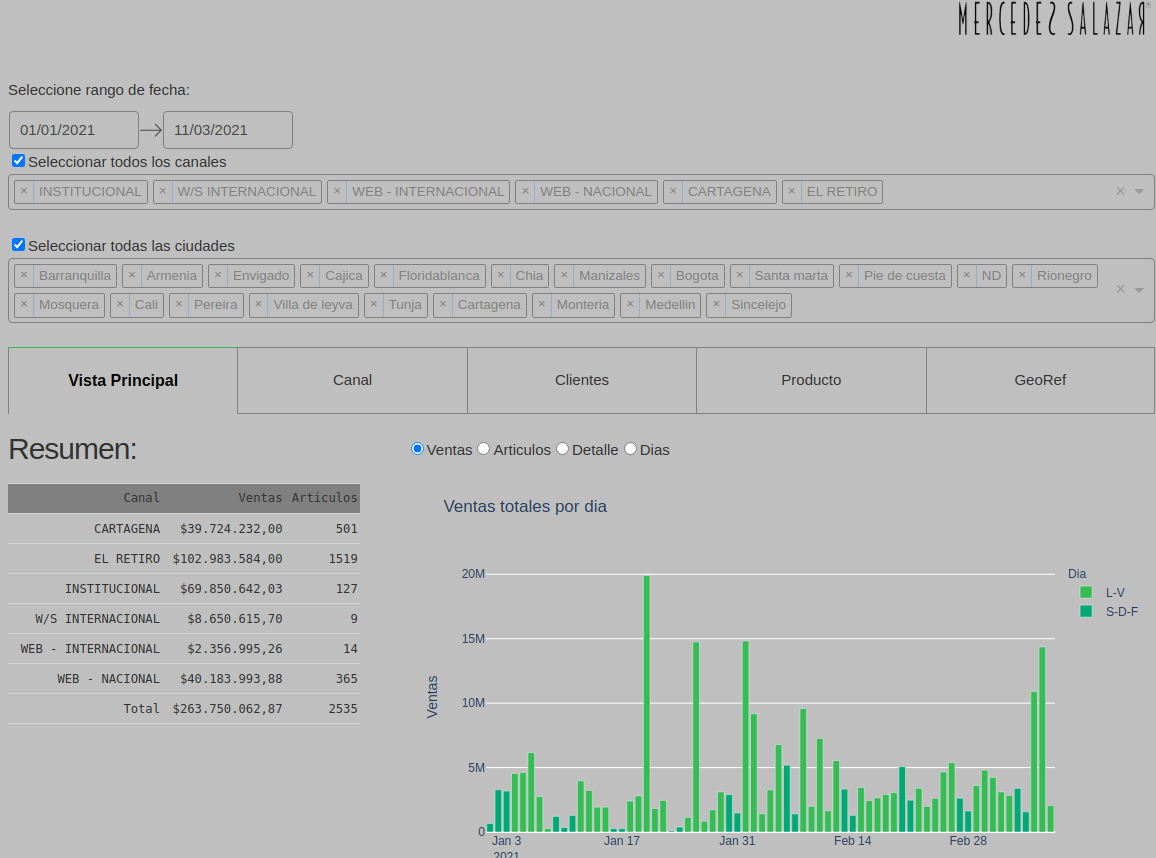 MERCEDES SALAZAR
Seleccione rango de fecha:
01/01/2021 → 11/03/2021
Seleccionar todos los canales
× INSTITUCIONAL × W/S INTERNACIONAL × WEB - INTERNACIONAL × WEB - NACIONAL × CARTAGENA × EL RETIRO ×
Seleccionar todas las ciudades
× Barranquilla × Armenia × Envigado × Cajica × Floridablanca × Chia × Manizales × Bogota × Santa marta × Pie de cuesta × ND × Rionegro
× Mosquera × Cali × Pereira × Villa de leyva × Tunja × Cartagena × Monteria × Medellin × Sincelejo ×
Vista Principal Canal Clientes Producto GeoRef
Resumen:
Ventas Articulos Detalle Dias
Canal Ventas Articulos
CARTAGENA $39.724.232,00 501
EL RETIRO $102.983.584,00 1519
INSTITUCIONAL $69.850.642,03 127
W/S INTERNACIONAL $8.650.615,70 9
WEB - INTERNACIONAL $2.356.995,26 14
WEB - NACIONAL $40.183.993,88 365
Total $263.750.062,87 2535
Ventas totales por dia
20M
15M
10M
5M
0
Ventas
Jan 3 Jan 17 Jan 31 Feb 14 Feb 28
2021
Dia
L-V
S-D-F